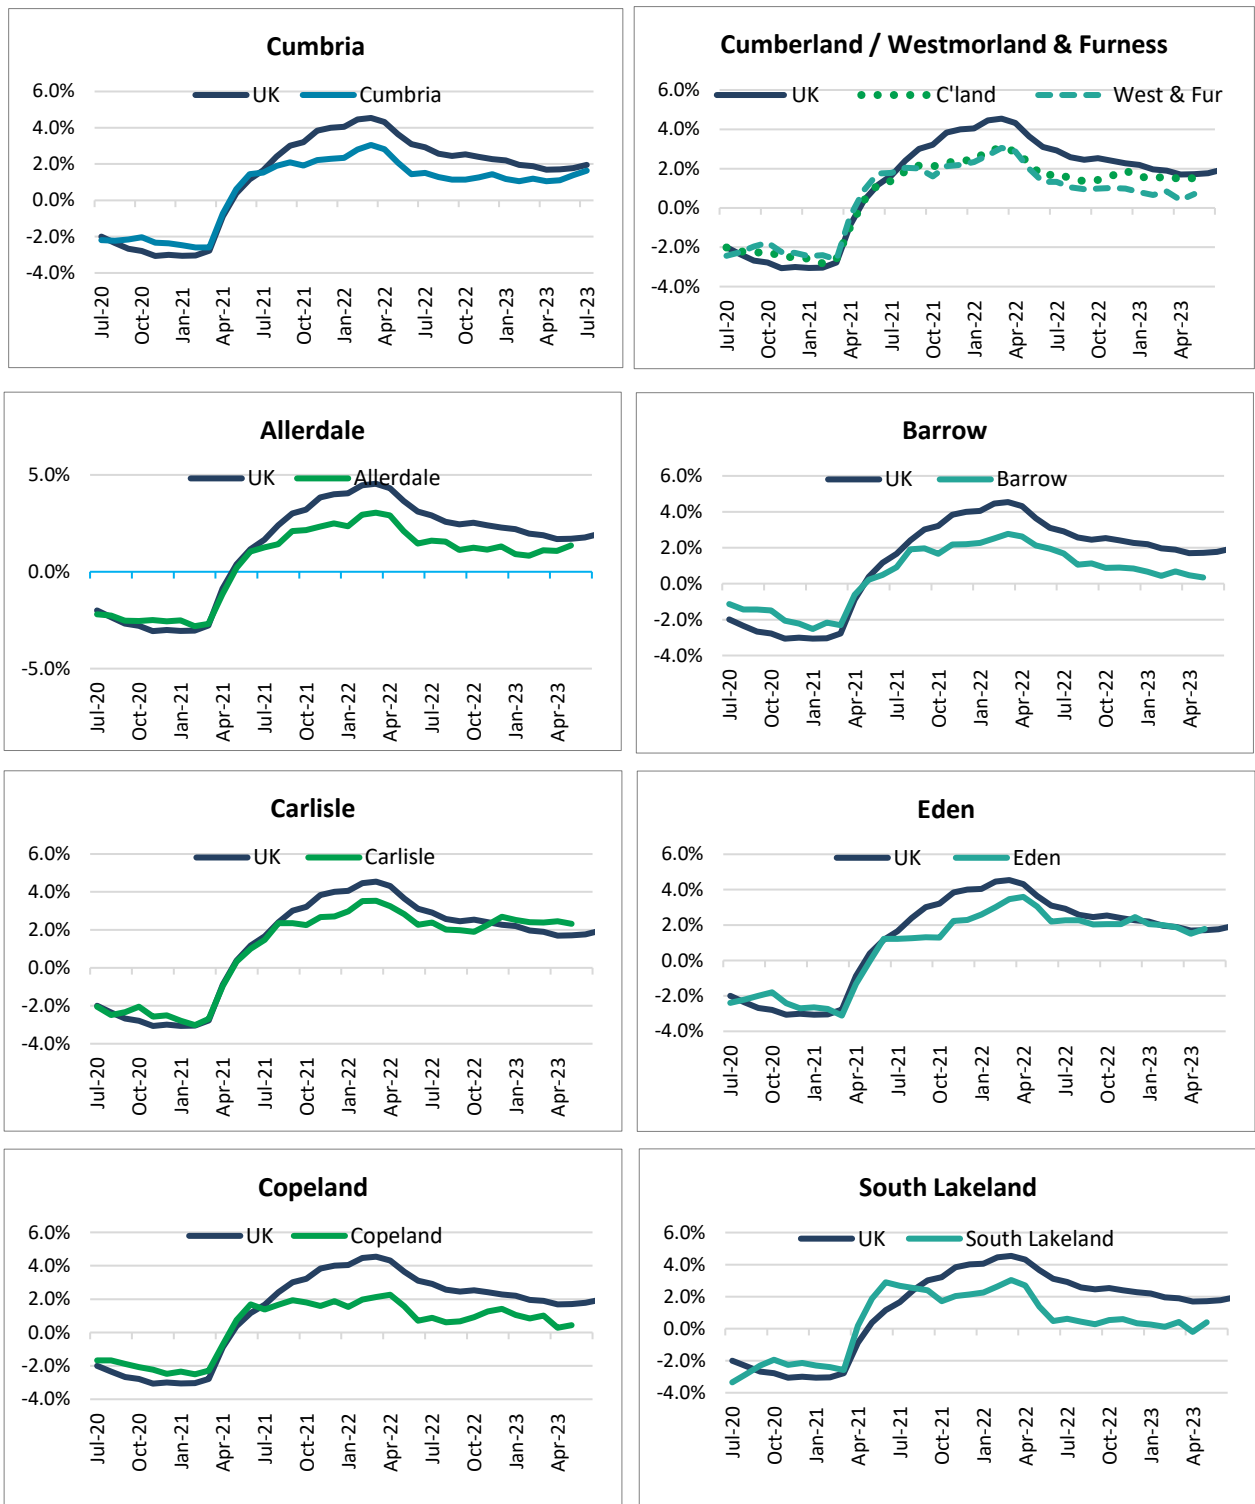 Cumbria
UK Cumbria
6.0%
4.0%
2.0%
0.0%
-2.0%
-4.0%
Jul-20 Oct-20 Jan-21 Apr-21 Jul-21 Oct-21 Jan-22 Apr-22 Jul-22 Oct-22 Jan-23 Apr-23 Jul-23
Cumberland / Westmorland & Furness
UK C'land West & Fur
6.0%
4.0%
2.0%
0.0%
-2.0%
-4.0%
Jul-20 Oct-20 Jan-21 Apr-21 Jul-21 Oct-21 Jan-22 Apr-22 Jul-22 Oct-22 Jan-23 Apr-23
Allerdale
UK Allerdale
5.0%
0.0%
-5.0%
Jul-20 Oct-20 Jan-21 Apr-21 Jul-21 Oct-21 Jan-22 Apr-22 Jul-22 Oct-22 Jan-23 Apr-23
Barrow
UK Barrow
6.0%
4.0%
2.0%
0.0%
-2.0%
-4.0%
Jul-20 Oct-20 Jan-21 Apr-21 Jul-21 Oct-21 Jan-22 Apr-22 Jul-22 Oct-22 Jan-23 Apr-23
Carlisle
UK Carlisle
6.0%
4.0%
2.0%
0.0%
-2.0%
-4.0%
Jul-20 Oct-20 Jan-21 Apr-21 Jul-21 Oct-21 Jan-22 Apr-22 Jul-22 Oct-22 Jan-23 Apr-23
Eden
UK Eden
6.0%
4.0%
2.0%
0.0%
-2.0%
-4.0%
Jul-20 Oct-20 Jan-21 Apr-21 Jul-21 Oct-21 Jan-22 Apr-22 Jul-22 Oct-22 Jan-23 Apr-23
Copeland
UK Copeland
6.0%
4.0%
2.0%
0.0%
-2.0%
-4.0%
Jul-20 Oct-20 Jan-21 Apr-21 Jul-21 Oct-21 Jan-22 Apr-22 Jul-22 Oct-22 Jan-23 Apr-23
South Lakeland
UK South Lakeland
6.0%
4.0%
2.0%
0.0%
-2.0%
-4.0%
Jul-20 Oct-20 Jan-21 Apr-21 Jul-21 Oct-21 Jan-22 Apr-22 Jul-22 Oct-22 Jan-23 Apr-23